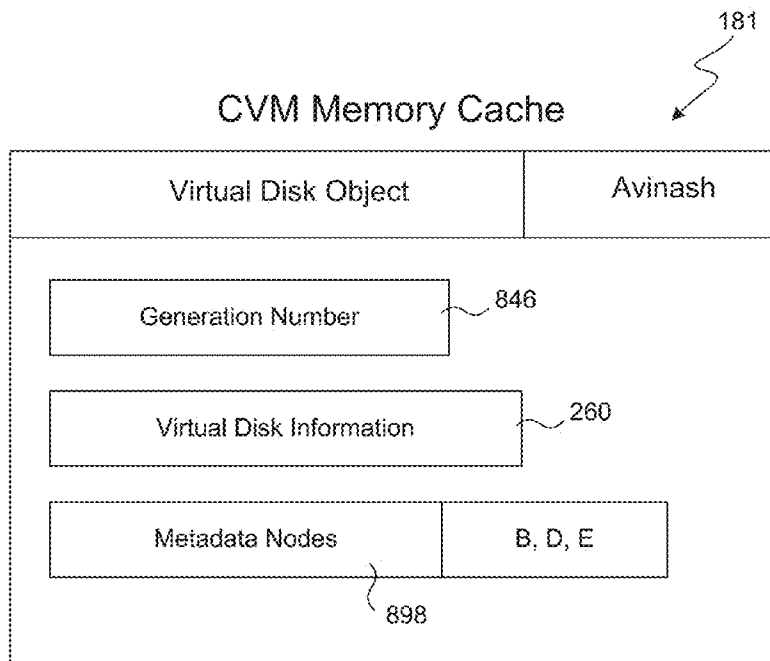 181
CVM Memory Cache
Virtual Disk Object
Avinash
Generation Number
846
Virtual Disk Information
260
Metadata Nodes
B, D, E
898